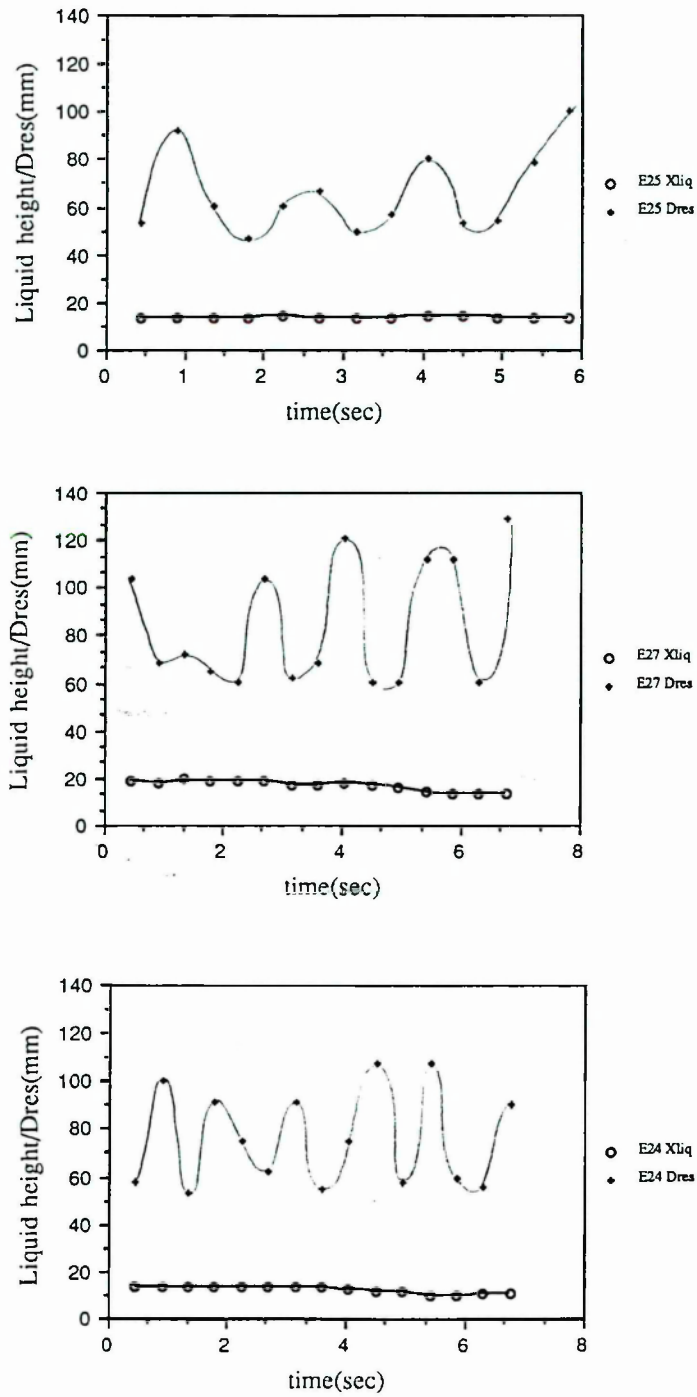 Liquid height/Dres(mm)
140
120
100
80
60
40
20
0
0 1 2 3 4 5 6
time(sec)
E25 Xliq
E25 Dres
Liquid height/Dres(mm)
140
120
100
80
60
40
20
0
0 2 4 6 8
time(sec)
E27 Xliq
E27 Dres
Liquid height/Dres(mm)
140
120
100
80
60
40
20
0
0 2 4 6 8
time(sec)
E24 Xliq
E24 Dres